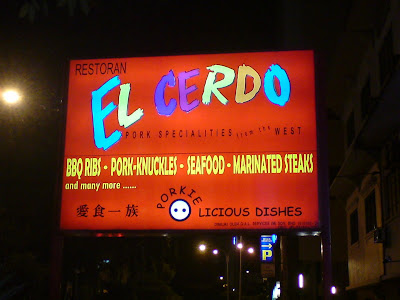 RESTORAN
EL CERDO
PORK SPECIALITIES from the WEST
BBQ RIBS - PORK-KNUCKLES - SEAFOOD - MARINATED STEAKS
and many more ......
愛食一族
PORKIE LICIOUS DISHES
P